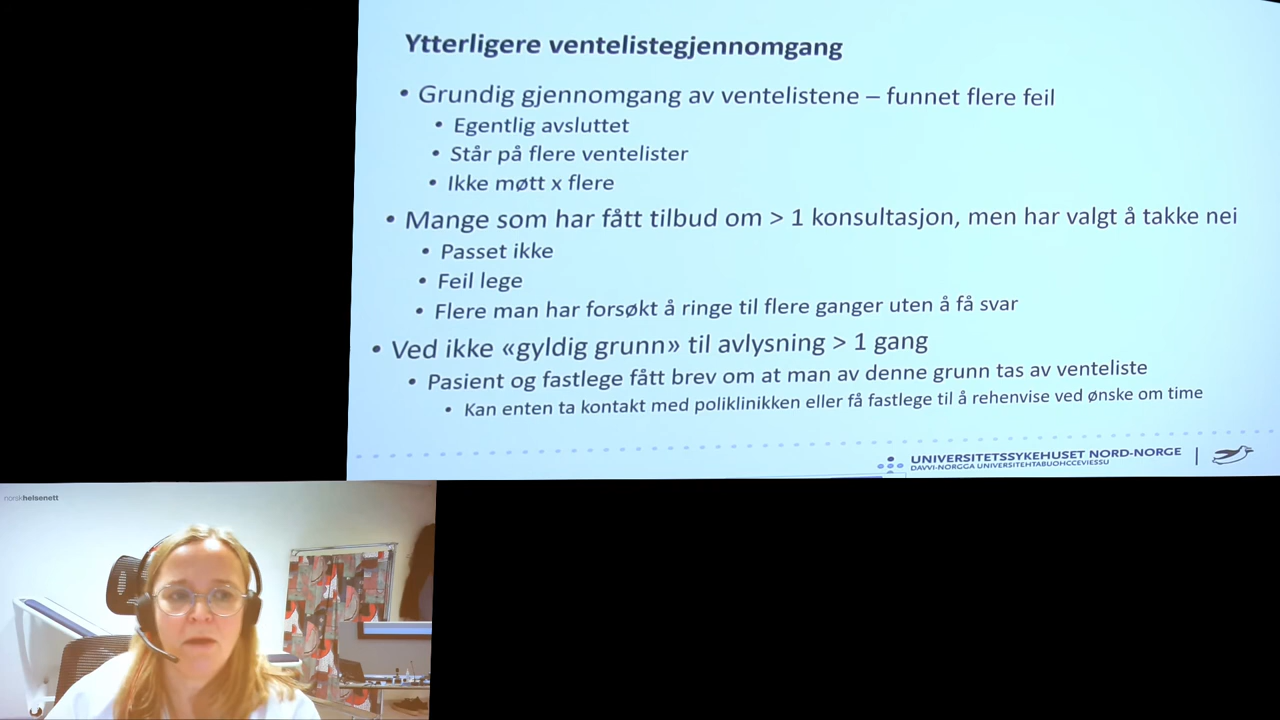 Ytterligere ventelistegjennomgang
• Grundig gjennomgang av ventelistene – funnet flere feil
• Egentlig avsluttet
• Står på flere ventelister
• Ikke møtt x flere
• Mange som har fått tilbud om > 1 konsultasjon, men har valgt å takke nei
• Passet ikke
• Feil lege
• Flere man har forsøkt å ringe til flere ganger uten å få svar
• Ved ikke «gyldig grunn» til avlysning > 1 gang
• Pasient og fastlege fått brev om at man av denne grunn tas av venteliste
• Kan enten ta kontakt med poliklinikken eller få fastlege til å rehenvise ved ønske om time
UNIVERSITETSSYKEHUSET NORD-NORGE
DAVVI-NORGGA UNIVERSITEHTABUOHCCEVIESSU
norskhelsenett